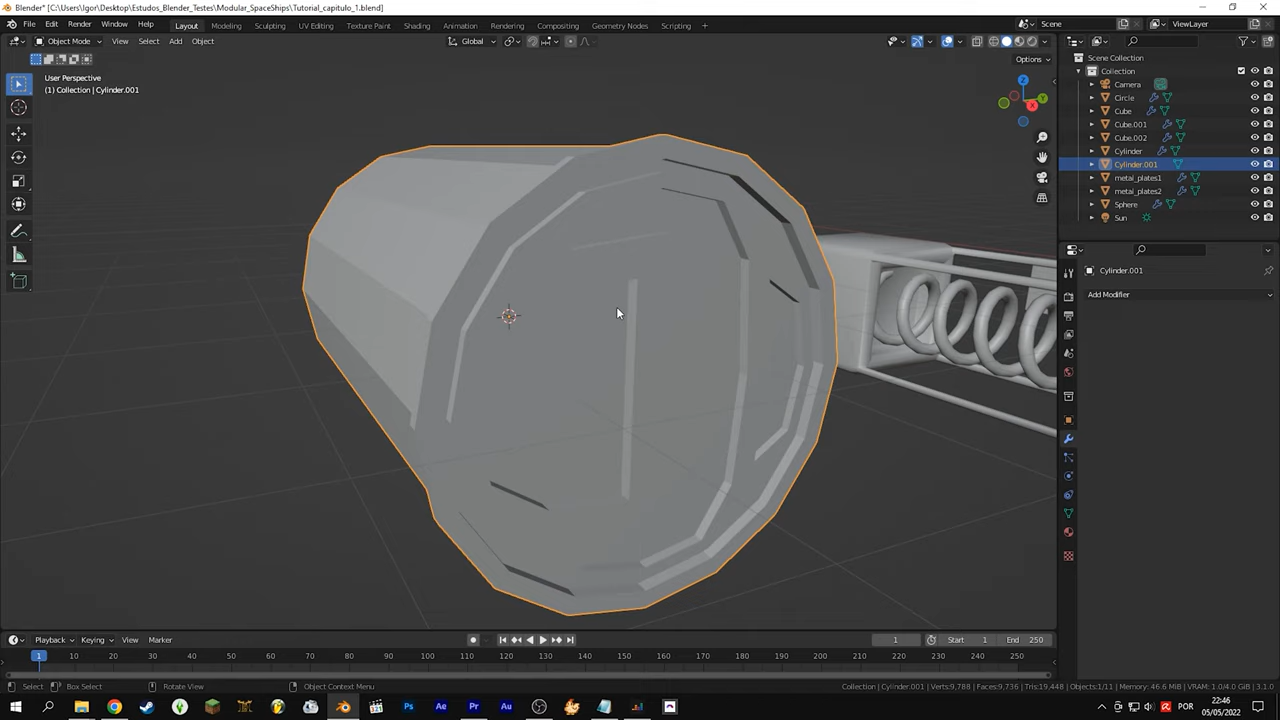 Blender* [C:\Users\Igor\Desktop\Estudos_Blender_Testes\Modular_SpaceShips\Tutorial_capitulo_1.blend]
File Edit Render Window Help Layout Modeling Sculpting UV Editing Texture Paint Shading Animation Rendering Compositing Geometry Nodes Scripting + Scene ViewLayer
Object Mode View Select Add Object Global
Options
User Perspective
(1) Collection | Cylinder.001
Z
Y
X
Scene Collection
Collection
Camera
Circle
Cube
Cube.001
Cube.002
Cylinder
Cylinder.001
metal_plates1
metal_plates2
Sphere
Sun
Cylinder.001
Add Modifier
Playback Keying View Marker 1 Start 1 End 250
1 10 20 30 40 50 60 70 80 90 100 110 120 130 140 150 160 170 180 190 200 210 220 230 240 250
Select Box Select Rotate View Object Context Menu Collection | Cylinder.001 | Verts:9,788 | Faces:9,736 | Tris:19,448 | Objects:1/11 | Memory: 46.6 MiB | VRAM: 1.0/4.0 GiB | 3.1.0
Ps Ae Pr Au POR 22:46
05/05/2022